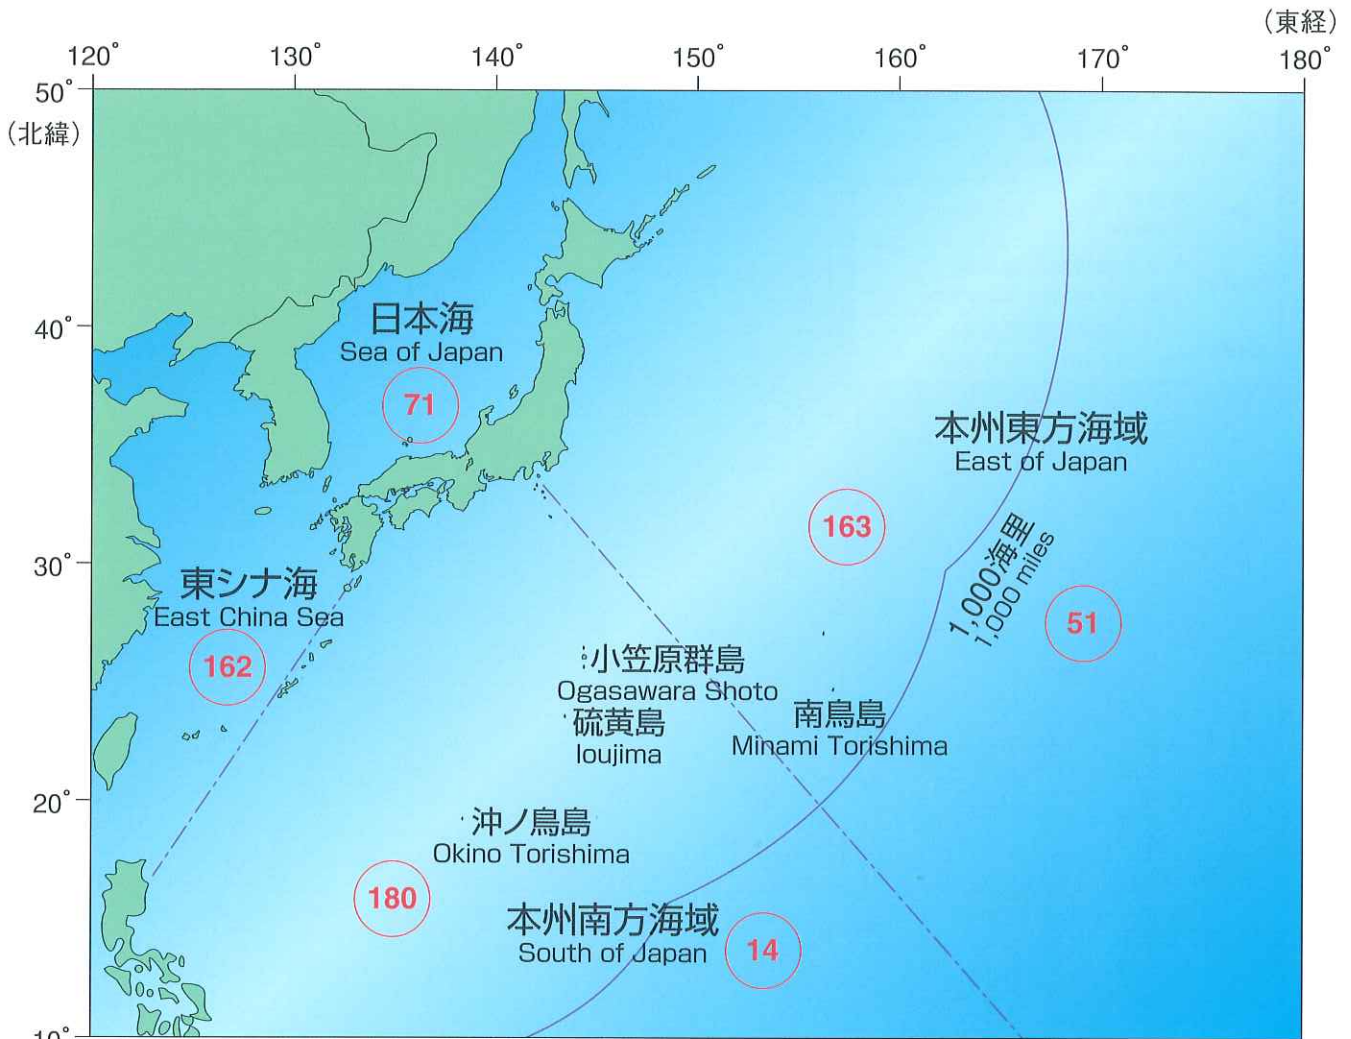 （東経）
120° 130° 140° 150° 160° 170° 180°
50°
（北緯）
日本海
Sea of Japan
40°
71
本州東方海域
East of Japan
163
1,000海里
1,000 miles
30°
東シナ海
East China Sea
51
162
小笠原群島
Ogasawara Shoto
硫黄島
Ioujima
南鳥島
Minami Torishima
20°
沖ノ鳥島
Okino Torishima
180
本州南方海域
South of Japan
14
10°